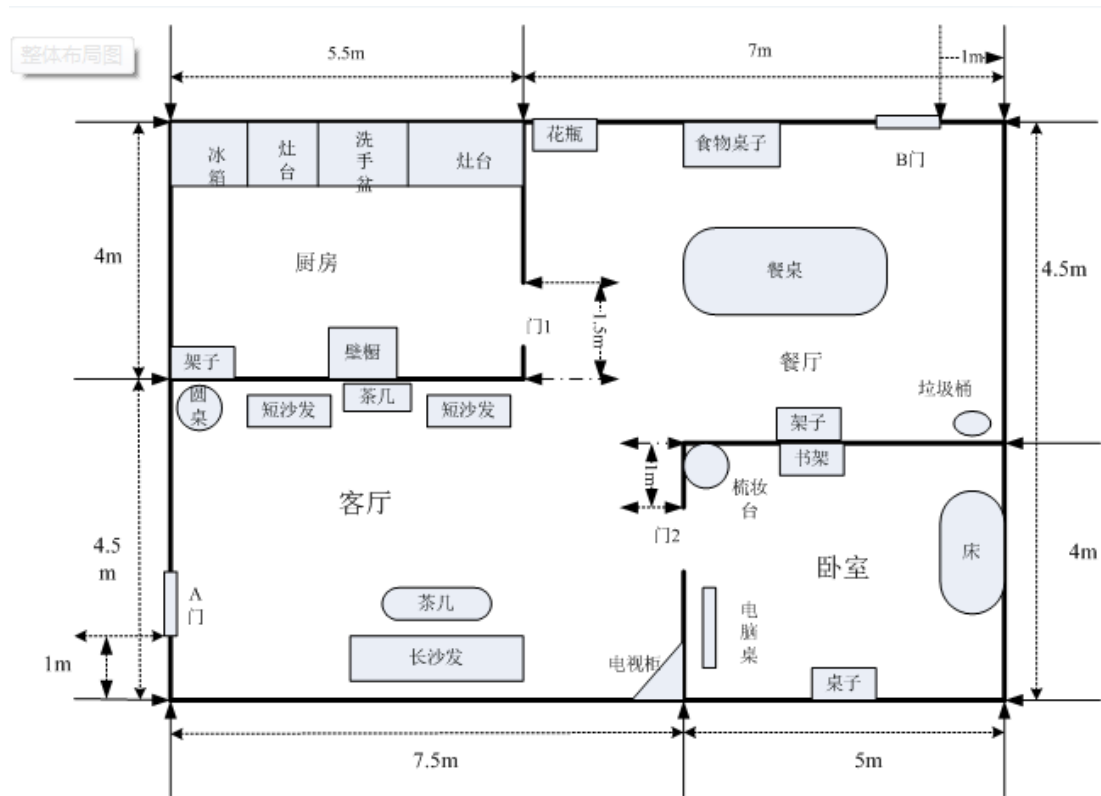 整体布局图
5.5m
7m
1m
冰
箱
灶
台
洗
手
盆
灶台
花瓶
食物桌子
B门
4m
厨房
餐桌
4.5m
门1
1.5m
架子
壁橱
餐厅
圆
桌
短沙发
茶几
短沙发
垃圾桶
架子
书架
1m
梳妆
台
客厅
门2
4.5
m
床
4m
卧室
A
门
茶几
电
脑
桌
1m
长沙发
电视柜
桌子
7.5m
5m